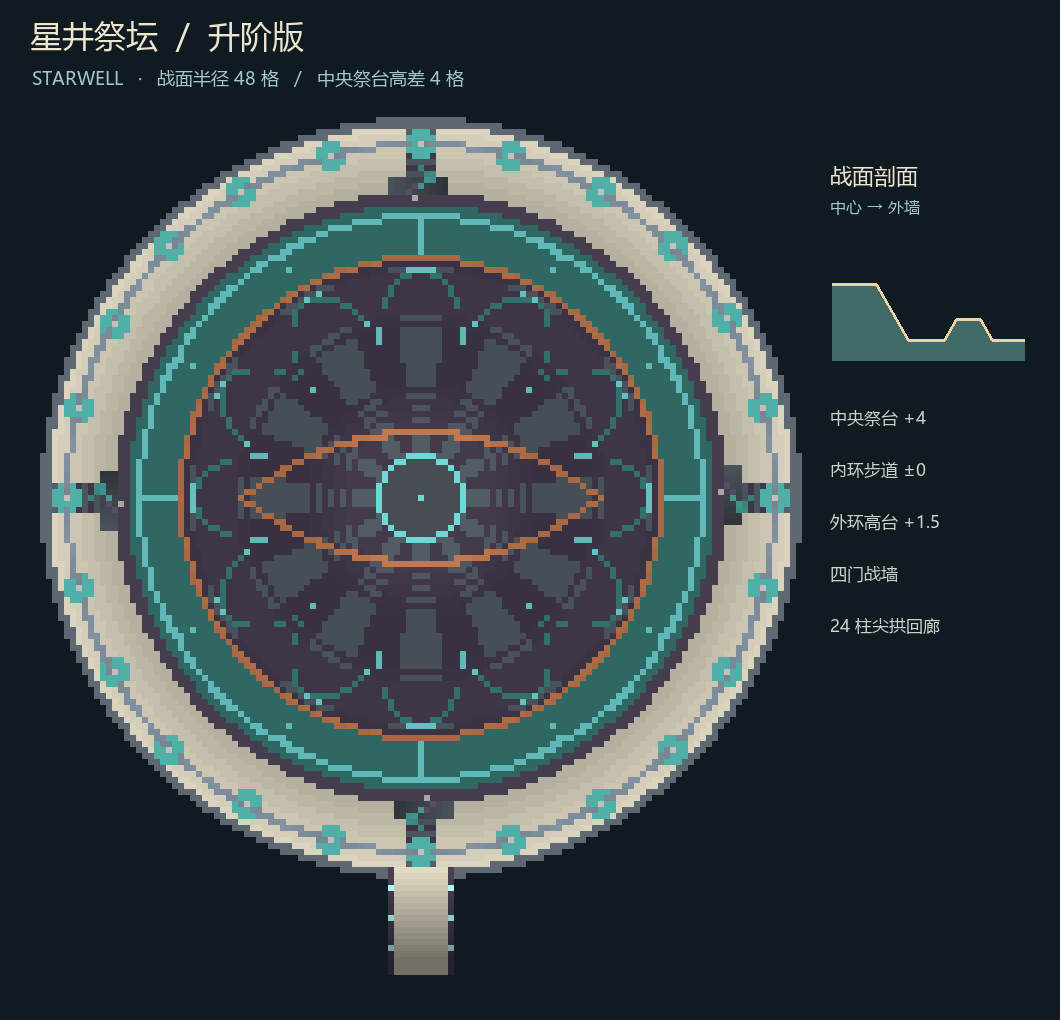 星井祭坛 / 升阶版
STARWELL · 战面半径 48 格 / 中央祭台高差 4 格
战面剖面
中心 → 外墙
中央祭台 +4
内环步道 ±0
外环高台 +1.5
四门战墙
24 柱尖拱回廊